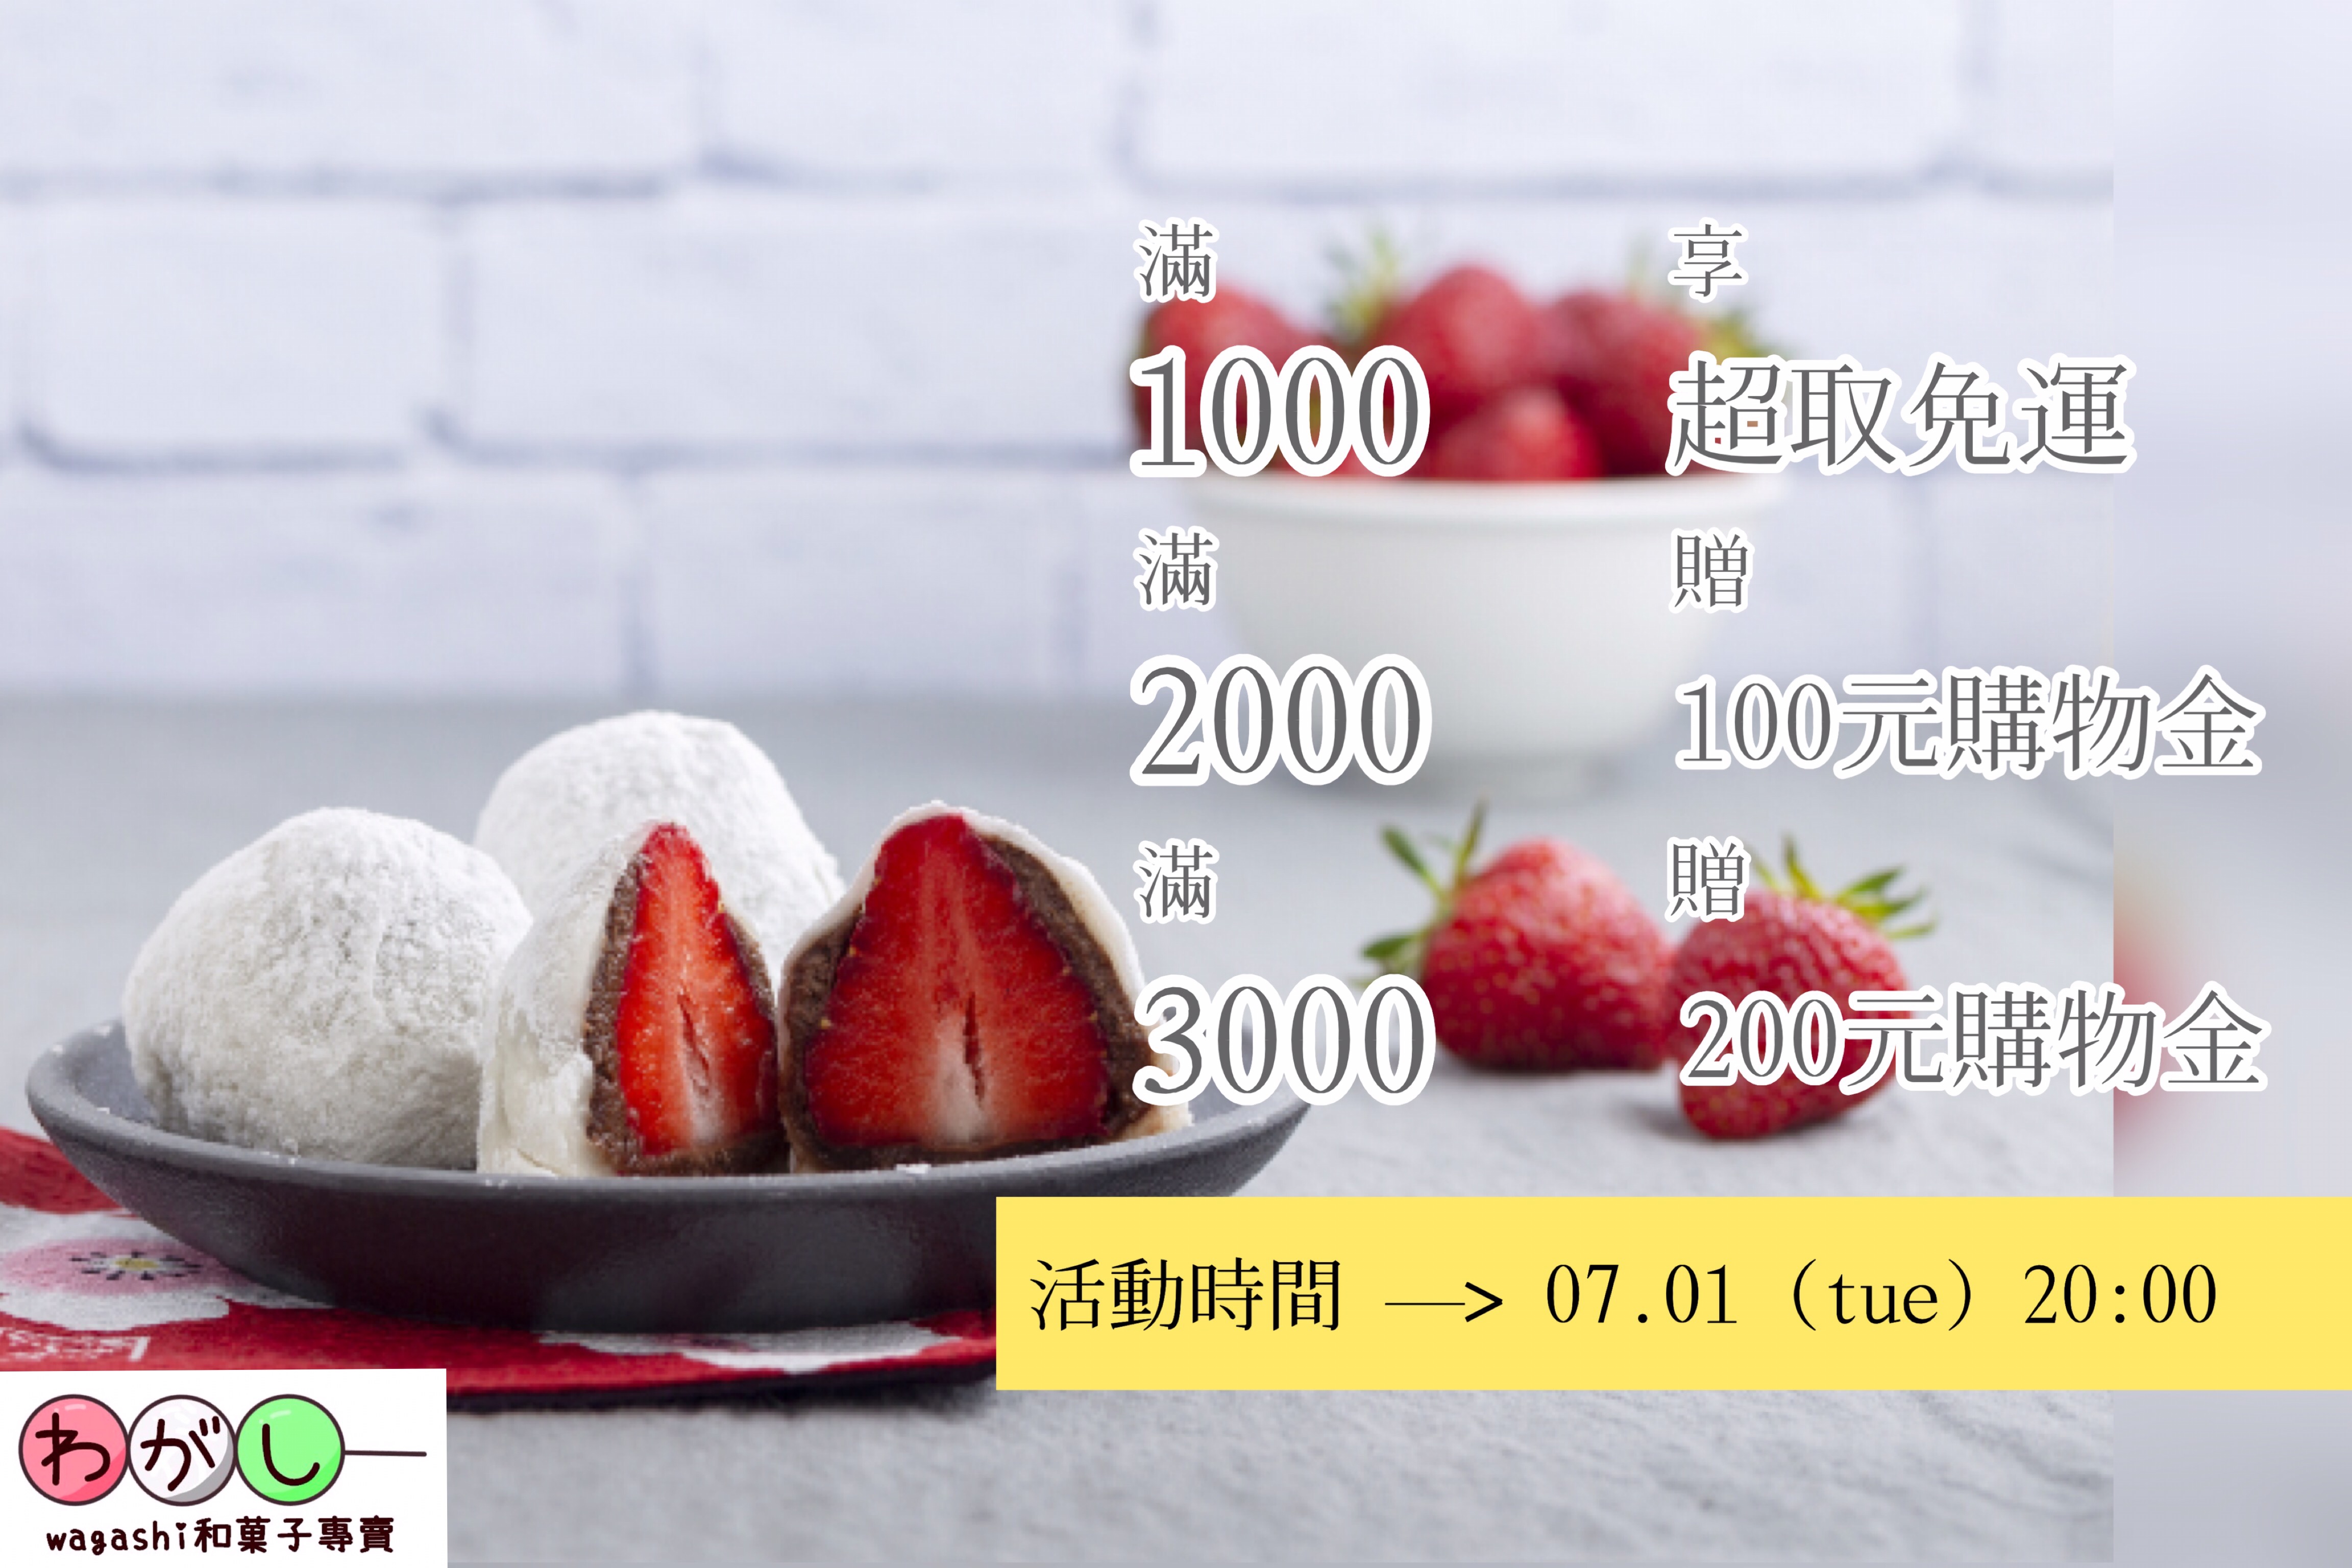 滿 享
1000 超取免運
滿 贈
2000 100元購物金
滿 贈
3000 200元購物金
活動時間 —> 07.01（tue）20:00
わがし
wagashi和菓子專賣